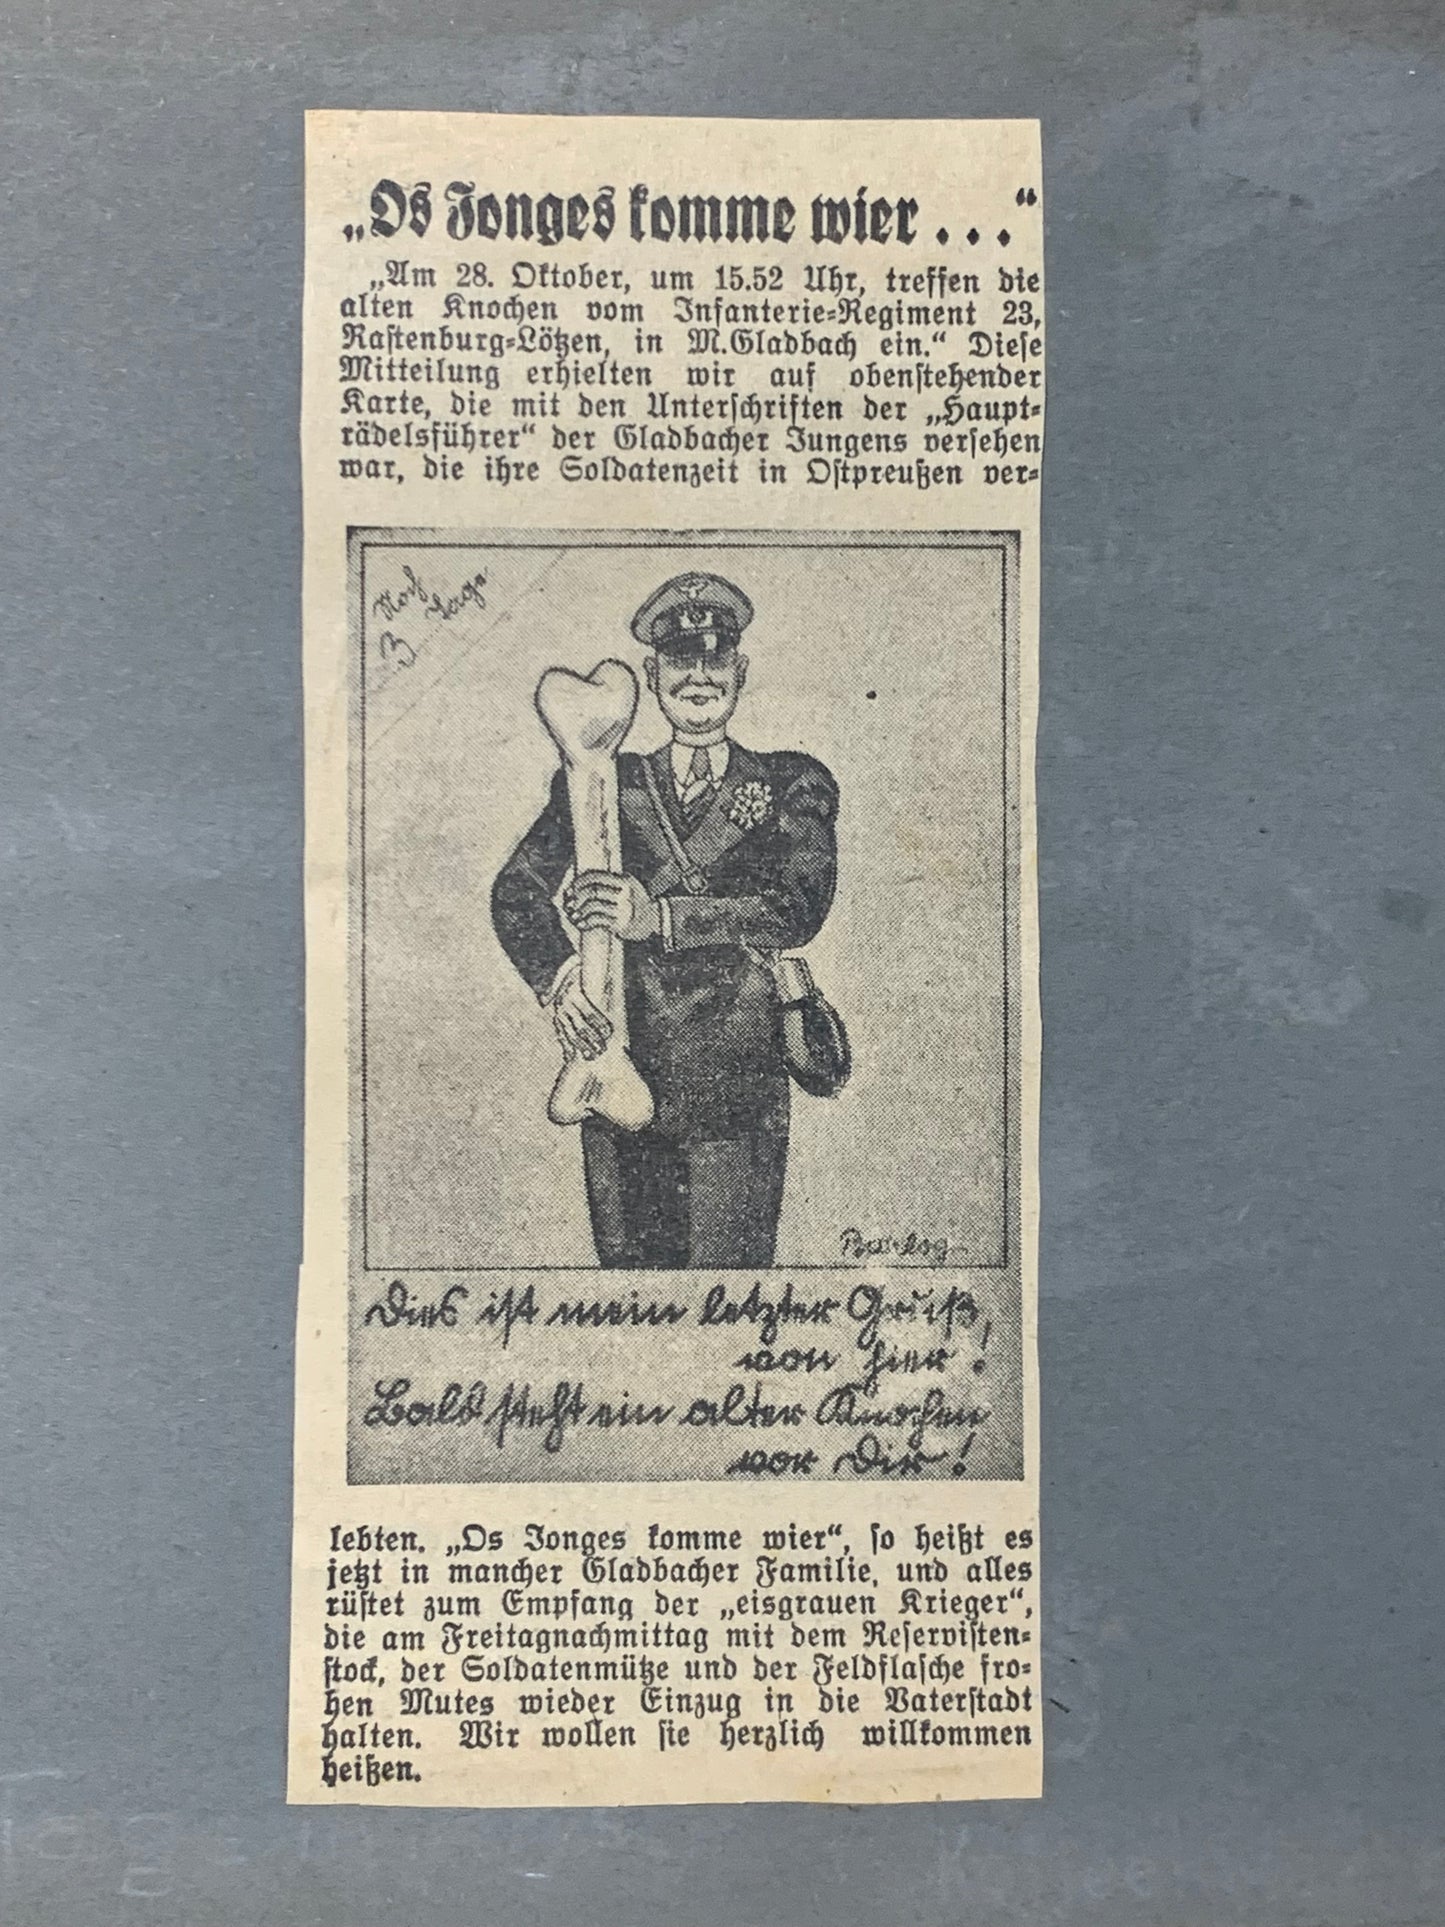 „Os Jonges komme wier . . .“
„Am 28. Oktober, um 15.52 Uhr, treffen die
alten Knochen vom Infanterie-Regiment 23,
Rastenburg-Lötzen, in M.Gladbach ein.“ Diese
Mitteilung erhielten wir auf obenstehender
Karte, die mit den Unterschriften der „Haupt-
rädelsführer“ der Gladbacher Jungens versehen
war, die ihre Soldatenzeit in Ostpreußen ver-
Noch
3 Tage
Dies ist mein letzter Gruß,
von hier!
Bald steht ein alter Knochen
vor Dir!
lebten. „Os Jonges komme wier“, so heißt es
jetzt in mancher Gladbacher Familie, und alles
rüstet zum Empfang der „eisgrauen Krieger“,
die am Freitagnachmittag mit dem Reservisten-
stock, der Soldatenmütze und der Feldflasche fro-
hen Mutes wieder Einzug in die Vaterstadt
halten. Wir wollen sie herzlich willkommen
heißen.